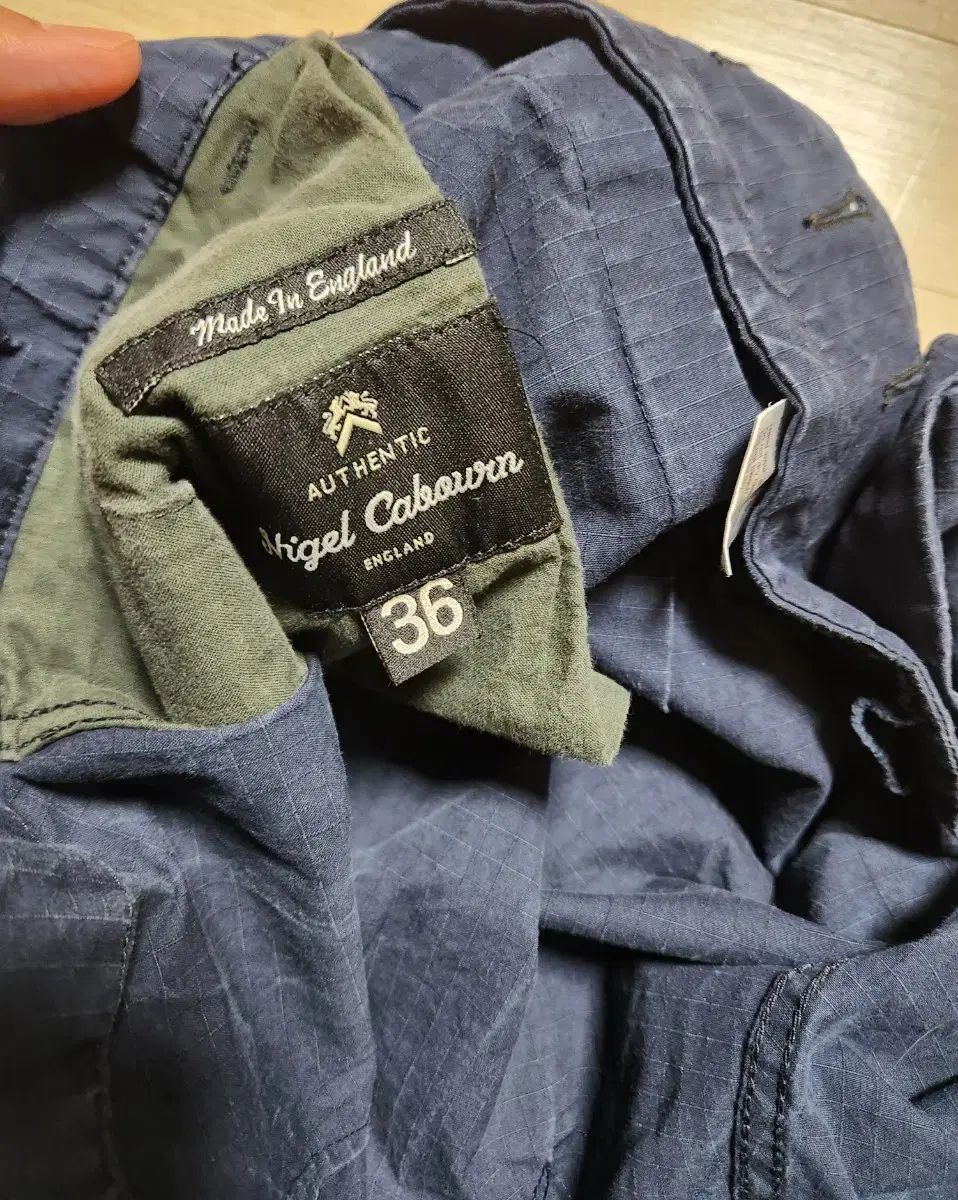 Made In England
AUTHENTIC
Nigel Cabourn
ENGLAND
36